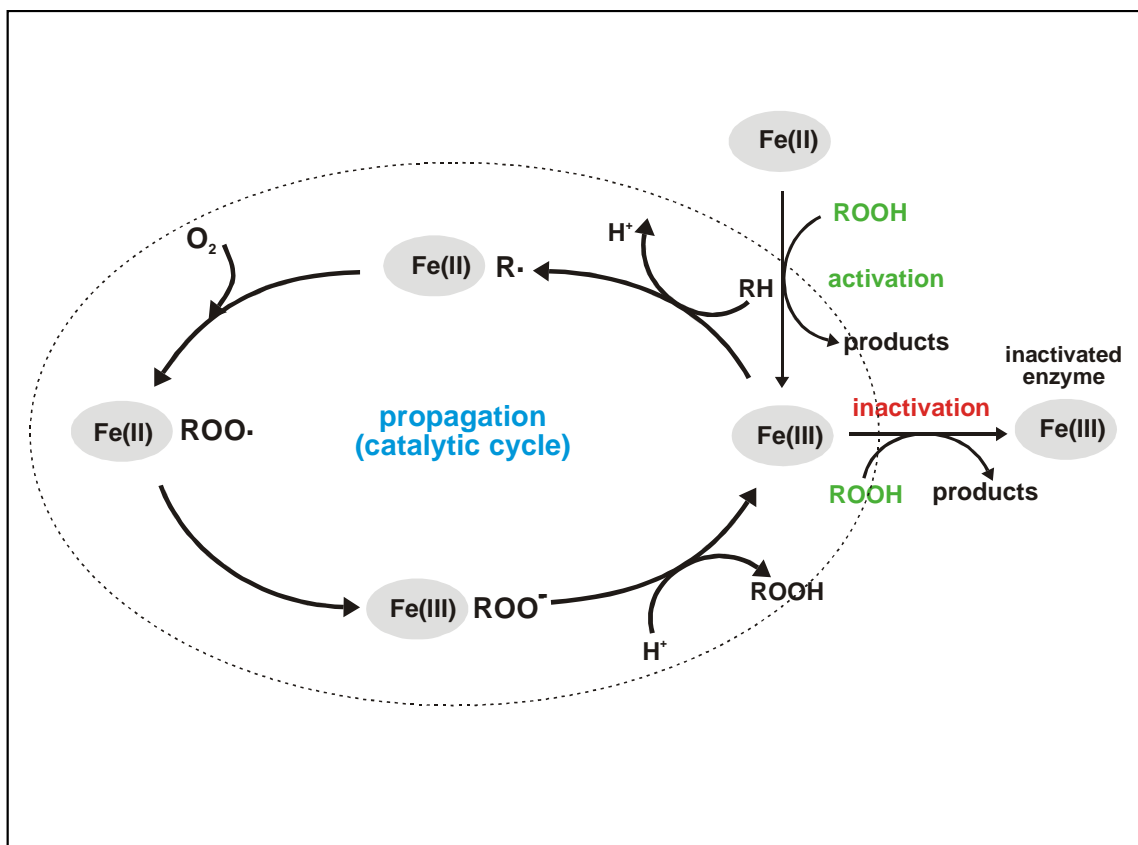 Fe(II)
ROOH
H⁺
O₂
Fe(II) R·
RH
activation
products
inactivated
enzyme
Fe(II) ROO·
propagation
(catalytic cycle)
Fe(III)
inactivation
Fe(III)
ROOH
products
Fe(III) ROO⁻
ROOH
H⁺